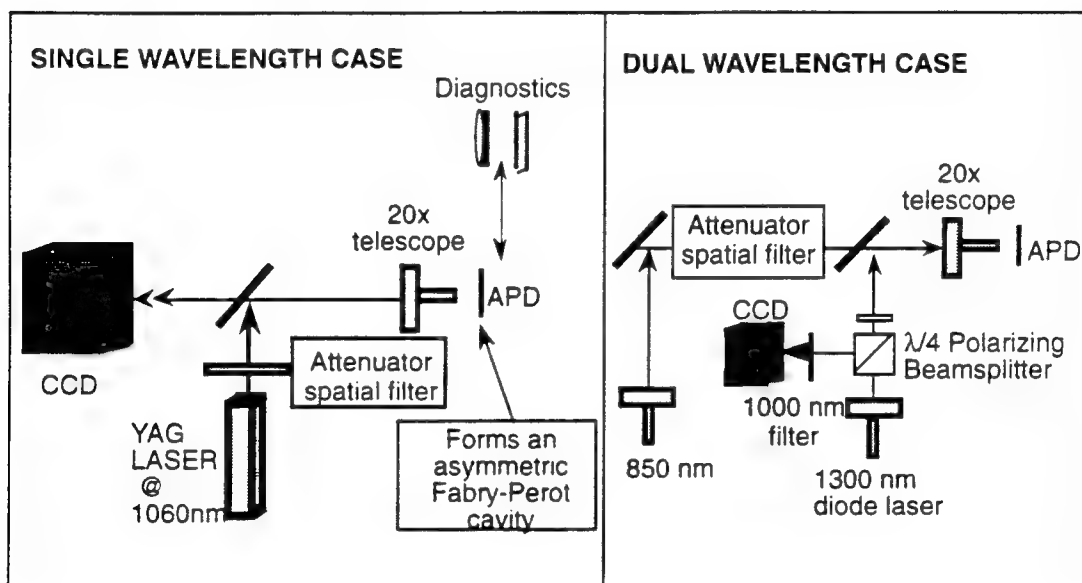 SINGLE WAVELENGTH CASE
Diagnostics
20x
telescope
APD
CCD
Attenuator
spatial filter
YAG
LASER
@
1060nm
Forms an
asymmetric
Fabry-Perot
cavity
DUAL WAVELENGTH CASE
20x
telescope
Attenuator
spatial filter
APD
CCD
λ/4 Polarizing
Beamsplitter
1000 nm
filter
850 nm
1300 nm
diode laser